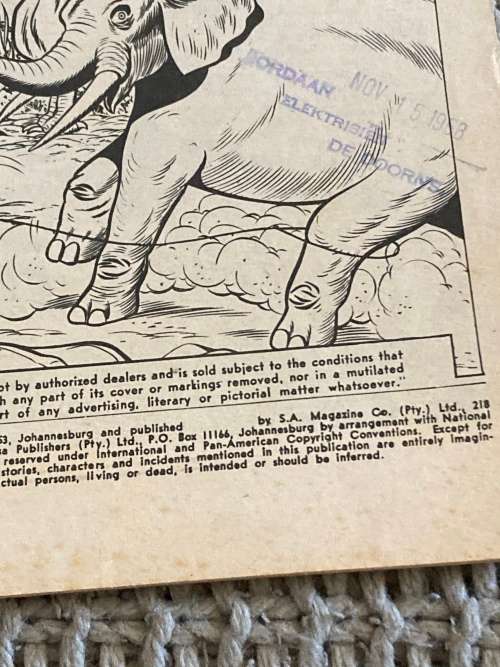 JORDAAN
NOV 15 1958
ELEKTRISIËN
DE DOORNS
ot by authorized dealers and is sold subject to the conditions that
h any part of its cover or markings removed, nor in a mutilated
rt of any advertising, literary or pictorial matter whatsoever."
53, Johannesburg and published by S.A. Magazine Co. (Pty.) Ltd., 218
sa Publishers (Pty.) Ltd., P.O. Box 11166, Johannesburg by arrangement with National
reserved under International and Pan-American Copyright Conventions. Except for
stories, characters and incidents mentioned in this publication are entirely imagin-
ctual persons, living or dead, is intended or should be inferred.